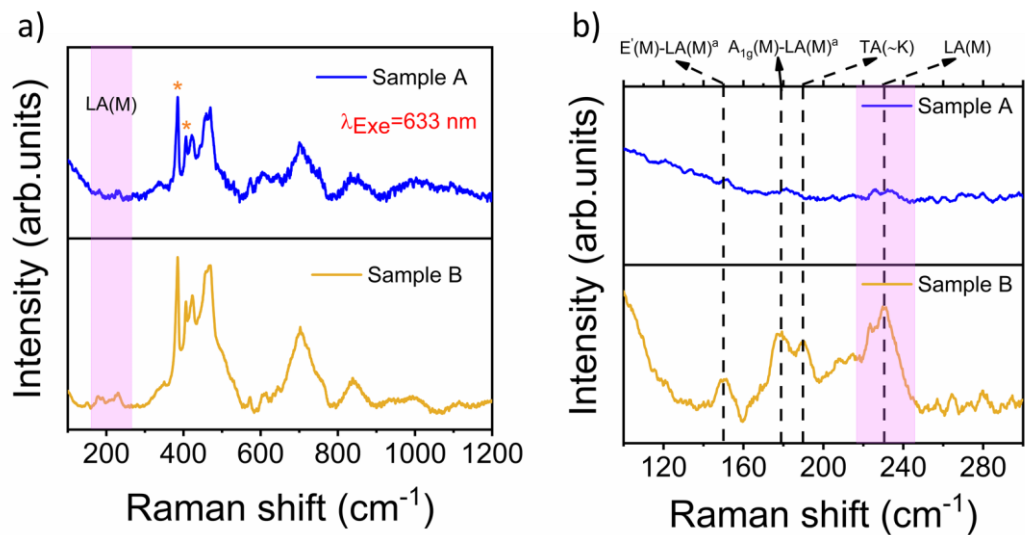 a)
Intensity (arb.units)
LA(M)
*
*
Sample A
λExe=633 nm
Sample B
200 400 600 800 1000 1200
Raman shift (cm-1)
b)
E'(M)-LA(M)a A1g(M)-LA(M)a TA(~K) LA(M)
Intensity (arb.units)
Sample A
Sample B
120 160 200 240 280
Raman shift (cm-1)